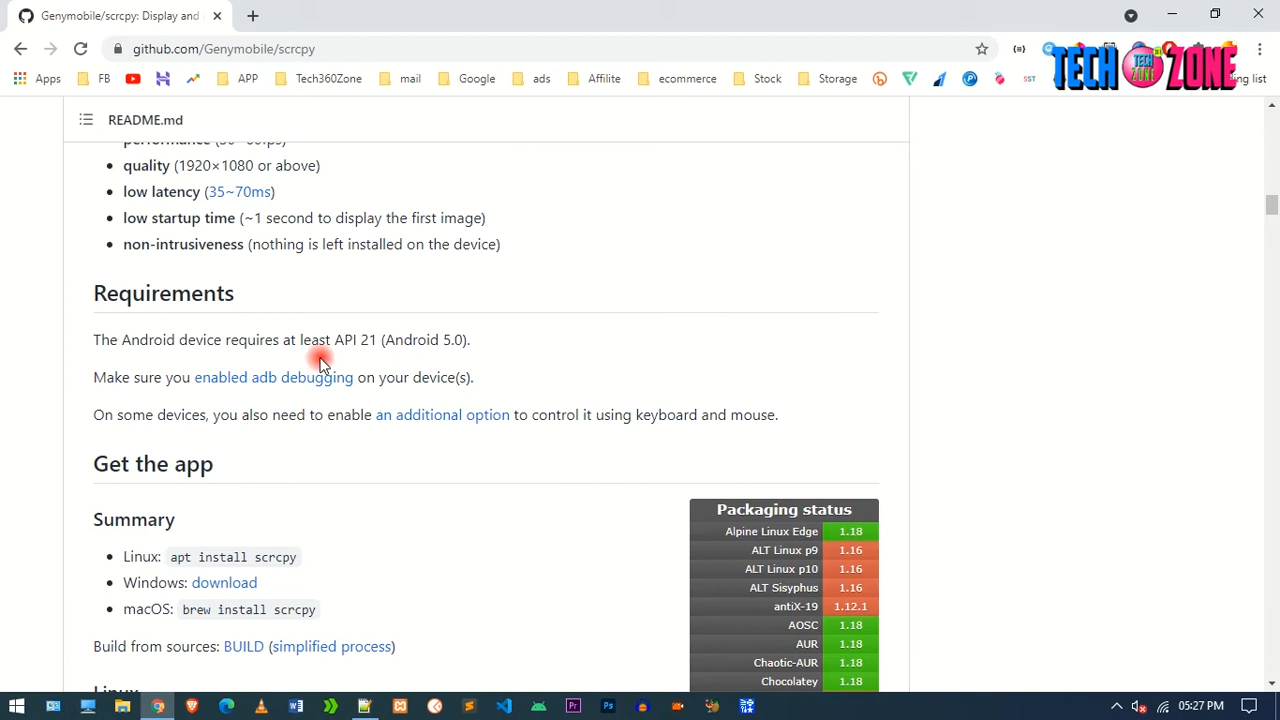 Genymobile/scrcpy: Display and
github.com/Genymobile/scrcpy
Apps FB APP Tech360Zone mail Google ads Affilite ecommerce Stock Storage SST ing list
TECH ZONE
README.md
quality (1920×1080 or above)
low latency (35~70ms)
low startup time (~1 second to display the first image)
non-intrusiveness (nothing is left installed on the device)
Requirements
The Android device requires at least API 21 (Android 5.0).
Make sure you enabled adb debugging on your device(s).
On some devices, you also need to enable an additional option to control it using keyboard and mouse.
Get the app
Summary
Linux: apt install scrcpy
Windows: download
macOS: brew install scrcpy
Build from sources: BUILD (simplified process)
Linux
Packaging status
Alpine Linux Edge 1.18
ALT Linux p9 1.16
ALT Linux p10 1.16
ALT Sisyphus 1.16
antiX-19 1.12.1
AOSC 1.18
AUR 1.18
Chaotic-AUR 1.18
Chocolatey 1.18
05:27 PM